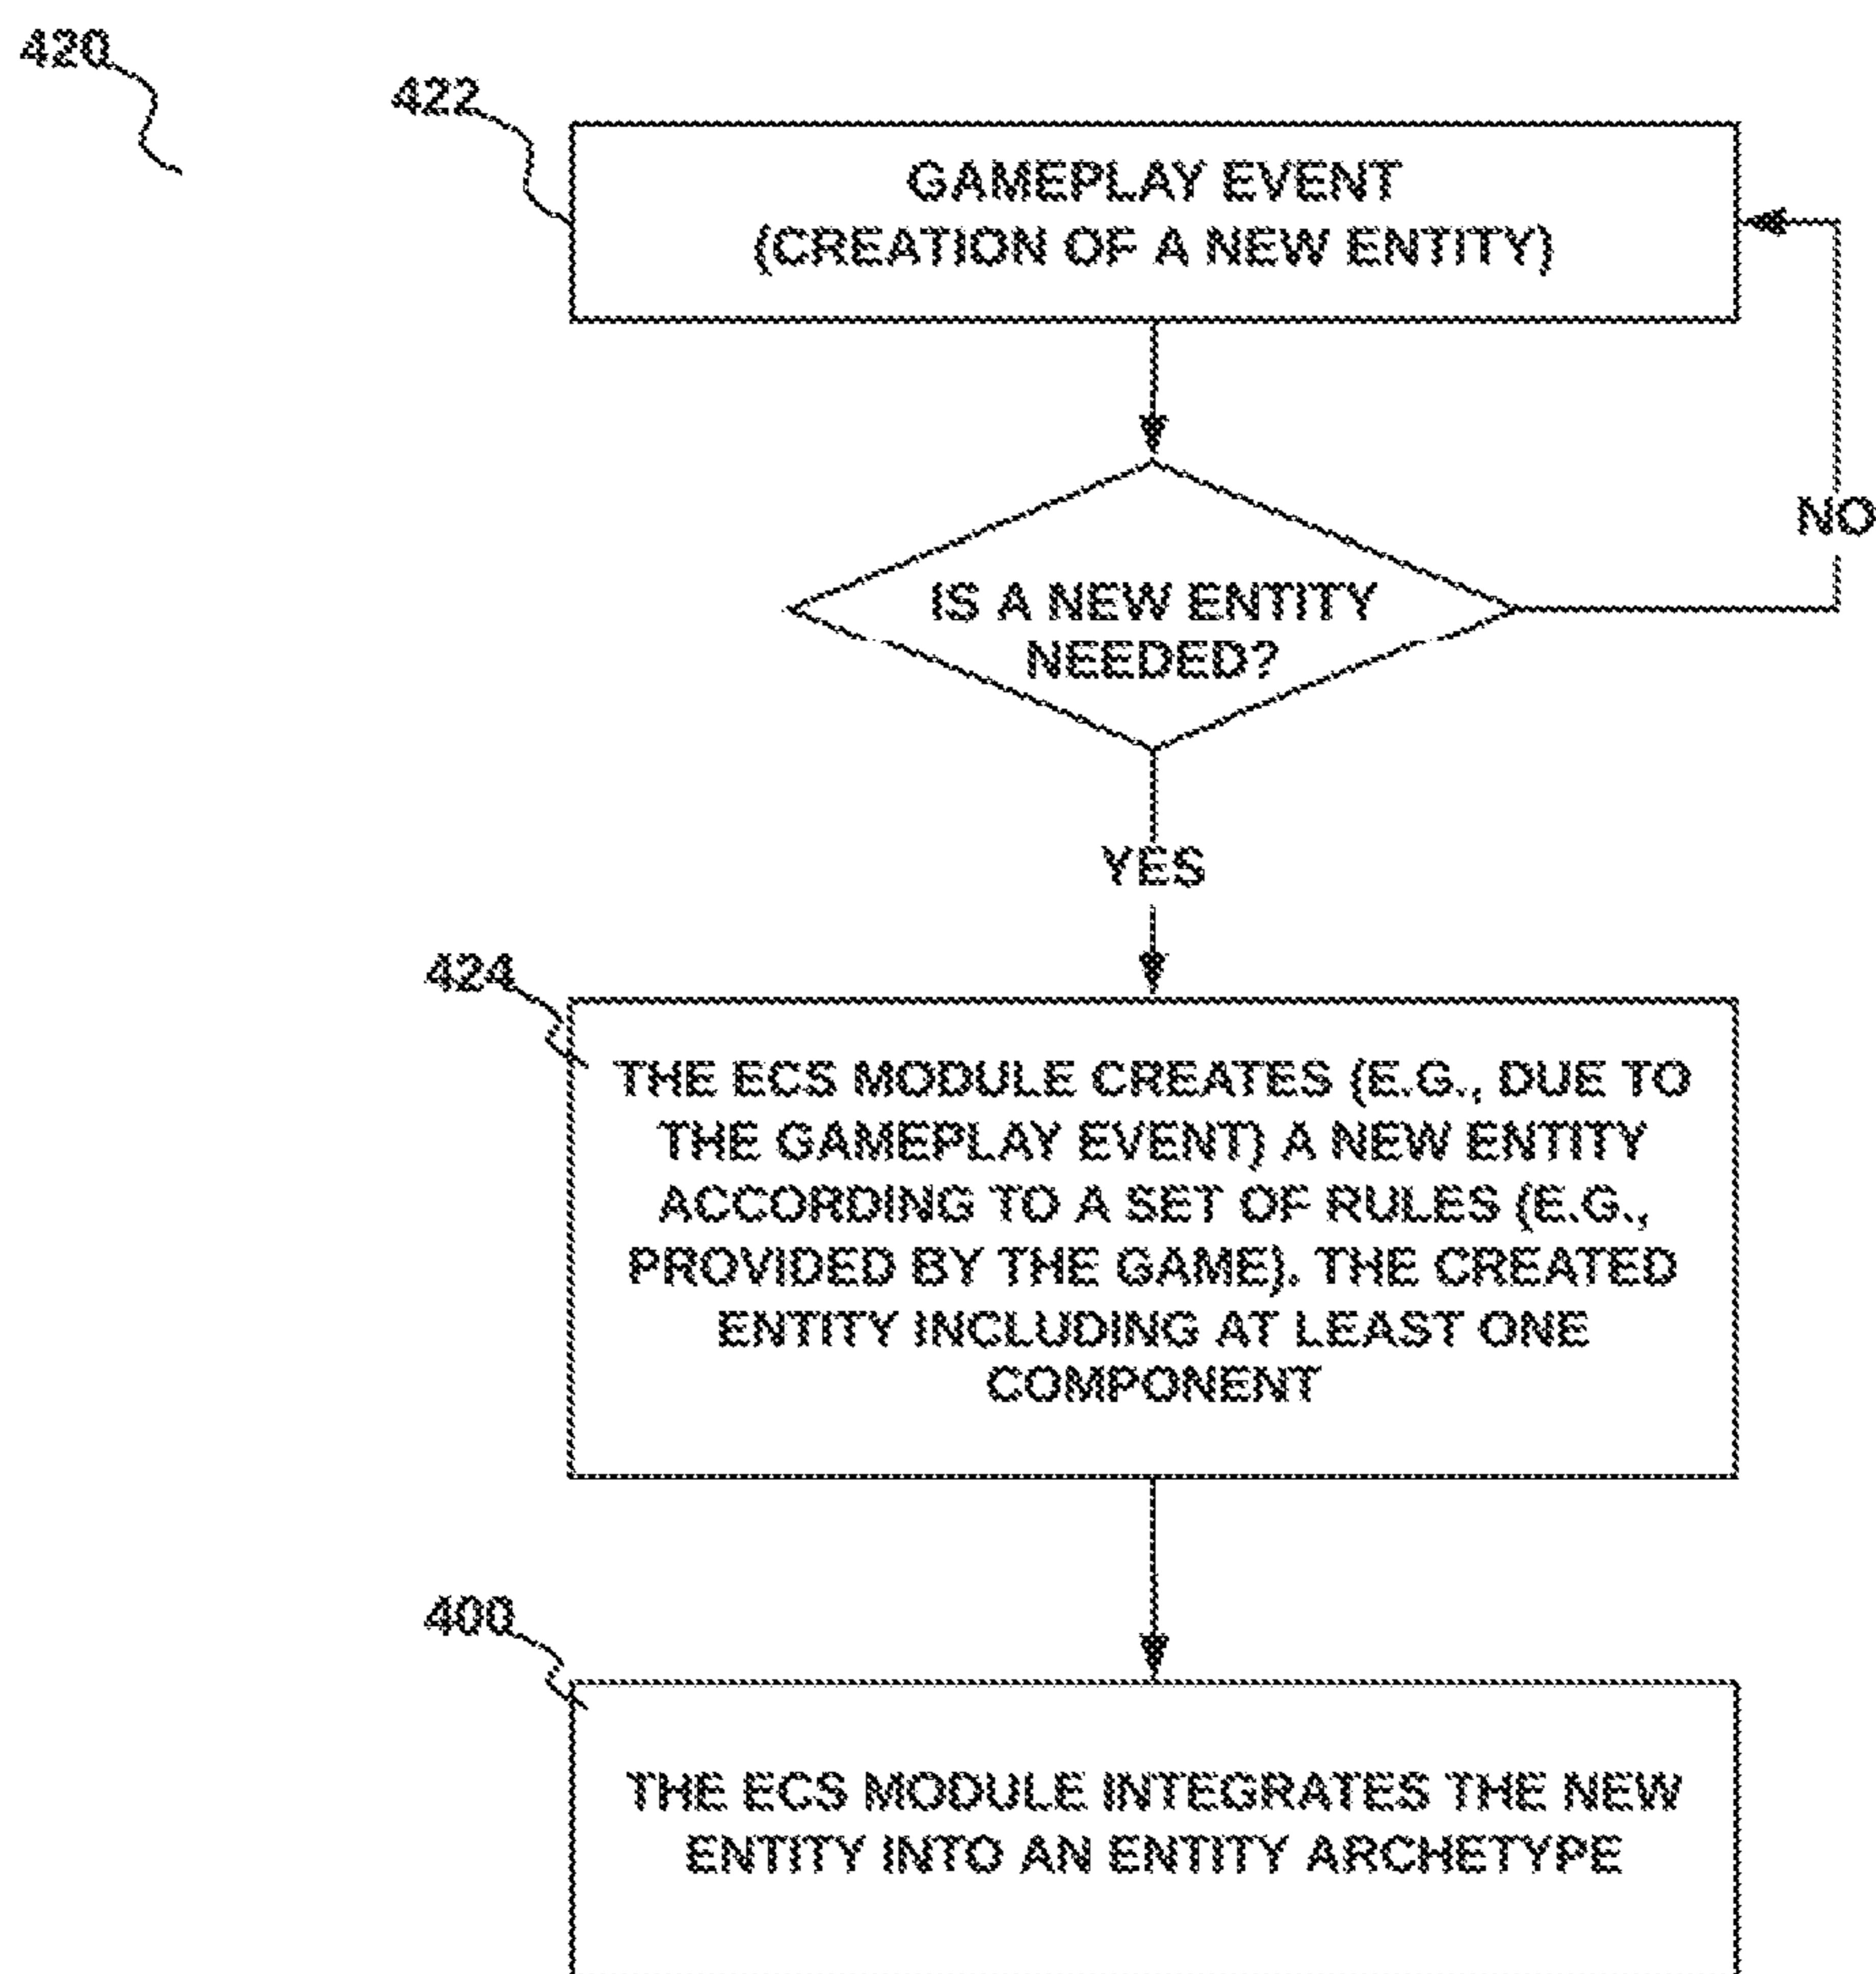 420
422
GAMEPLAY EVENT
(CREATION OF A NEW ENTITY)
NO
IS A NEW ENTITY
NEEDED?
YES
424
THE ECS MODULE CREATES (E.G., DUE TO
THE GAMEPLAY EVENT) A NEW ENTITY
ACCORDING TO A SET OF RULES (E.G.,
PROVIDED BY THE GAME). THE CREATED
ENTITY INCLUDING AT LEAST ONE
COMPONENT
400
THE ECS MODULE INTEGRATES THE NEW
ENTITY INTO AN ENTITY ARCHETYPE